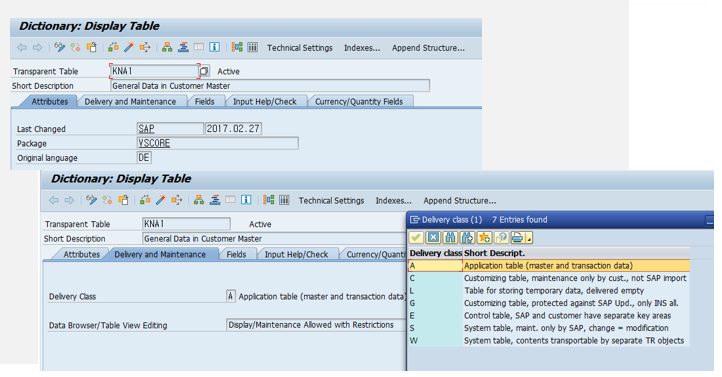 Dictionary: Display Table
Technical Settings Indexes... Append Structure...
Transparent Table KNA1 Active
Short Description General Data in Customer Master
Attributes Delivery and Maintenance Fields Input Help/Check Currency/Quantity Fields
Last Changed SAP 2017.02.27
Package VSCORE
Original language DE
Dictionary: Display Table
Technical Settings Indexes... Append Structure...
Transparent Table KNA1 Active
Short Description General Data in Customer Master
Attributes Delivery and Maintenance Fields Input Help/Check Currency/Quanti
Delivery Class A Application table (master and transaction data)
Data Browser/Table View Editing Display/Maintenance Allowed with Restrictions
Delivery class (1) 7 Entries found
Delivery class Short Descript.
A Application table (master and transaction data)
C Customizing table, maintenance only by cust., not SAP import
L Table for storing temporary data, delivered empty
G Customizing table, protected against SAP Upd., only INS all.
E Control table, SAP and customer have separate key areas
S System table, maint. only by SAP, change = modification
W System table, contents transportable by separate TR objects